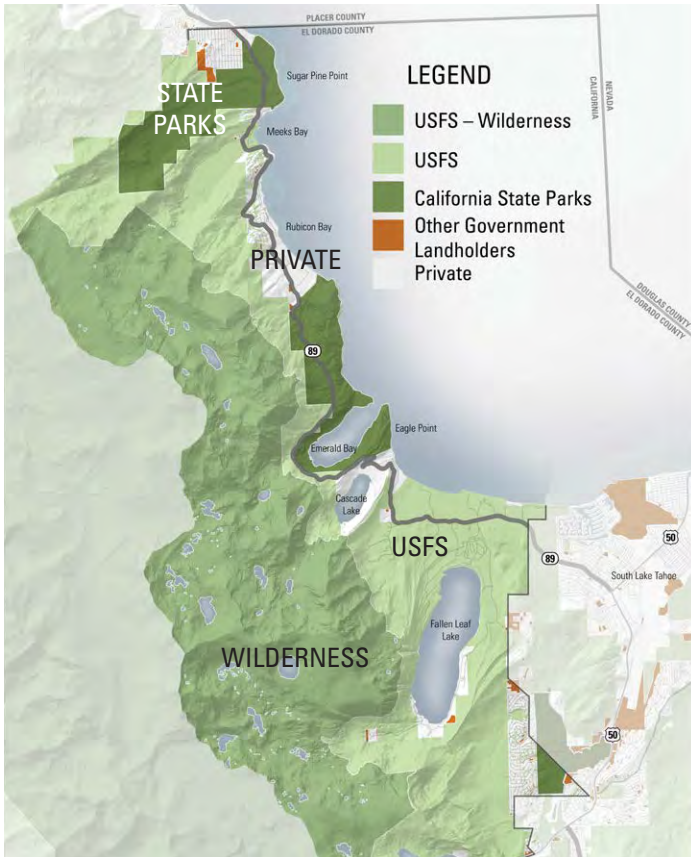 PLACER COUNTY
EL DORADO COUNTY
Sugar Pine Point
LEGEND
CALIFORNIA
NEVADA
STATE
PARKS
USFS – Wilderness
Meeks Bay
USFS
California State Parks
Other Government
Landholders
Private
Rubicon Bay
PRIVATE
DOUGLAS COUNTY
EL DORADO COUNTY
89
Eagle Point
Emerald Bay
Cascade
Lake
USFS
50
89
South Lake Tahoe
Fallen Leaf
Lake
WILDERNESS
50